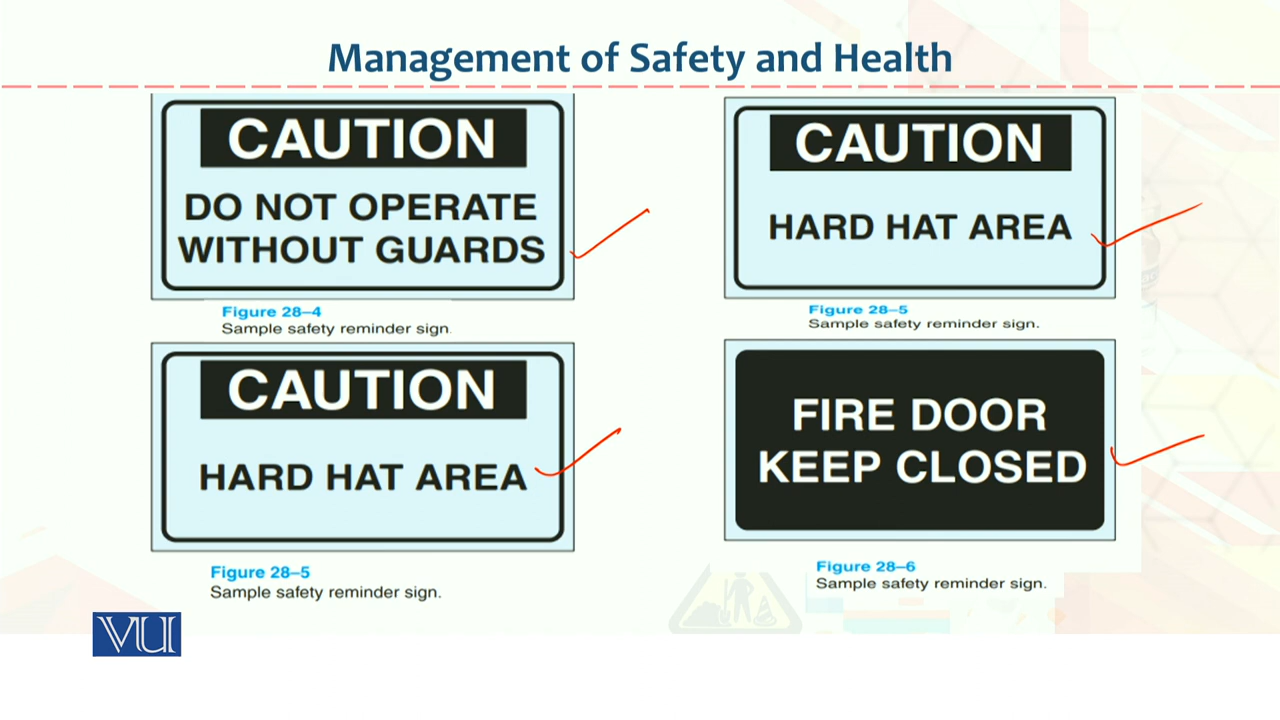 Management of Safety and Health
CAUTION
DO NOT OPERATE
WITHOUT GUARDS
Figure 28–4
Sample safety reminder sign.
CAUTION
HARD HAT AREA
Figure 28–5
Sample safety reminder sign.
CAUTION
HARD HAT AREA
Figure 28–5
Sample safety reminder sign.
FIRE DOOR
KEEP CLOSED
Figure 28–6
Sample safety reminder sign.
VU